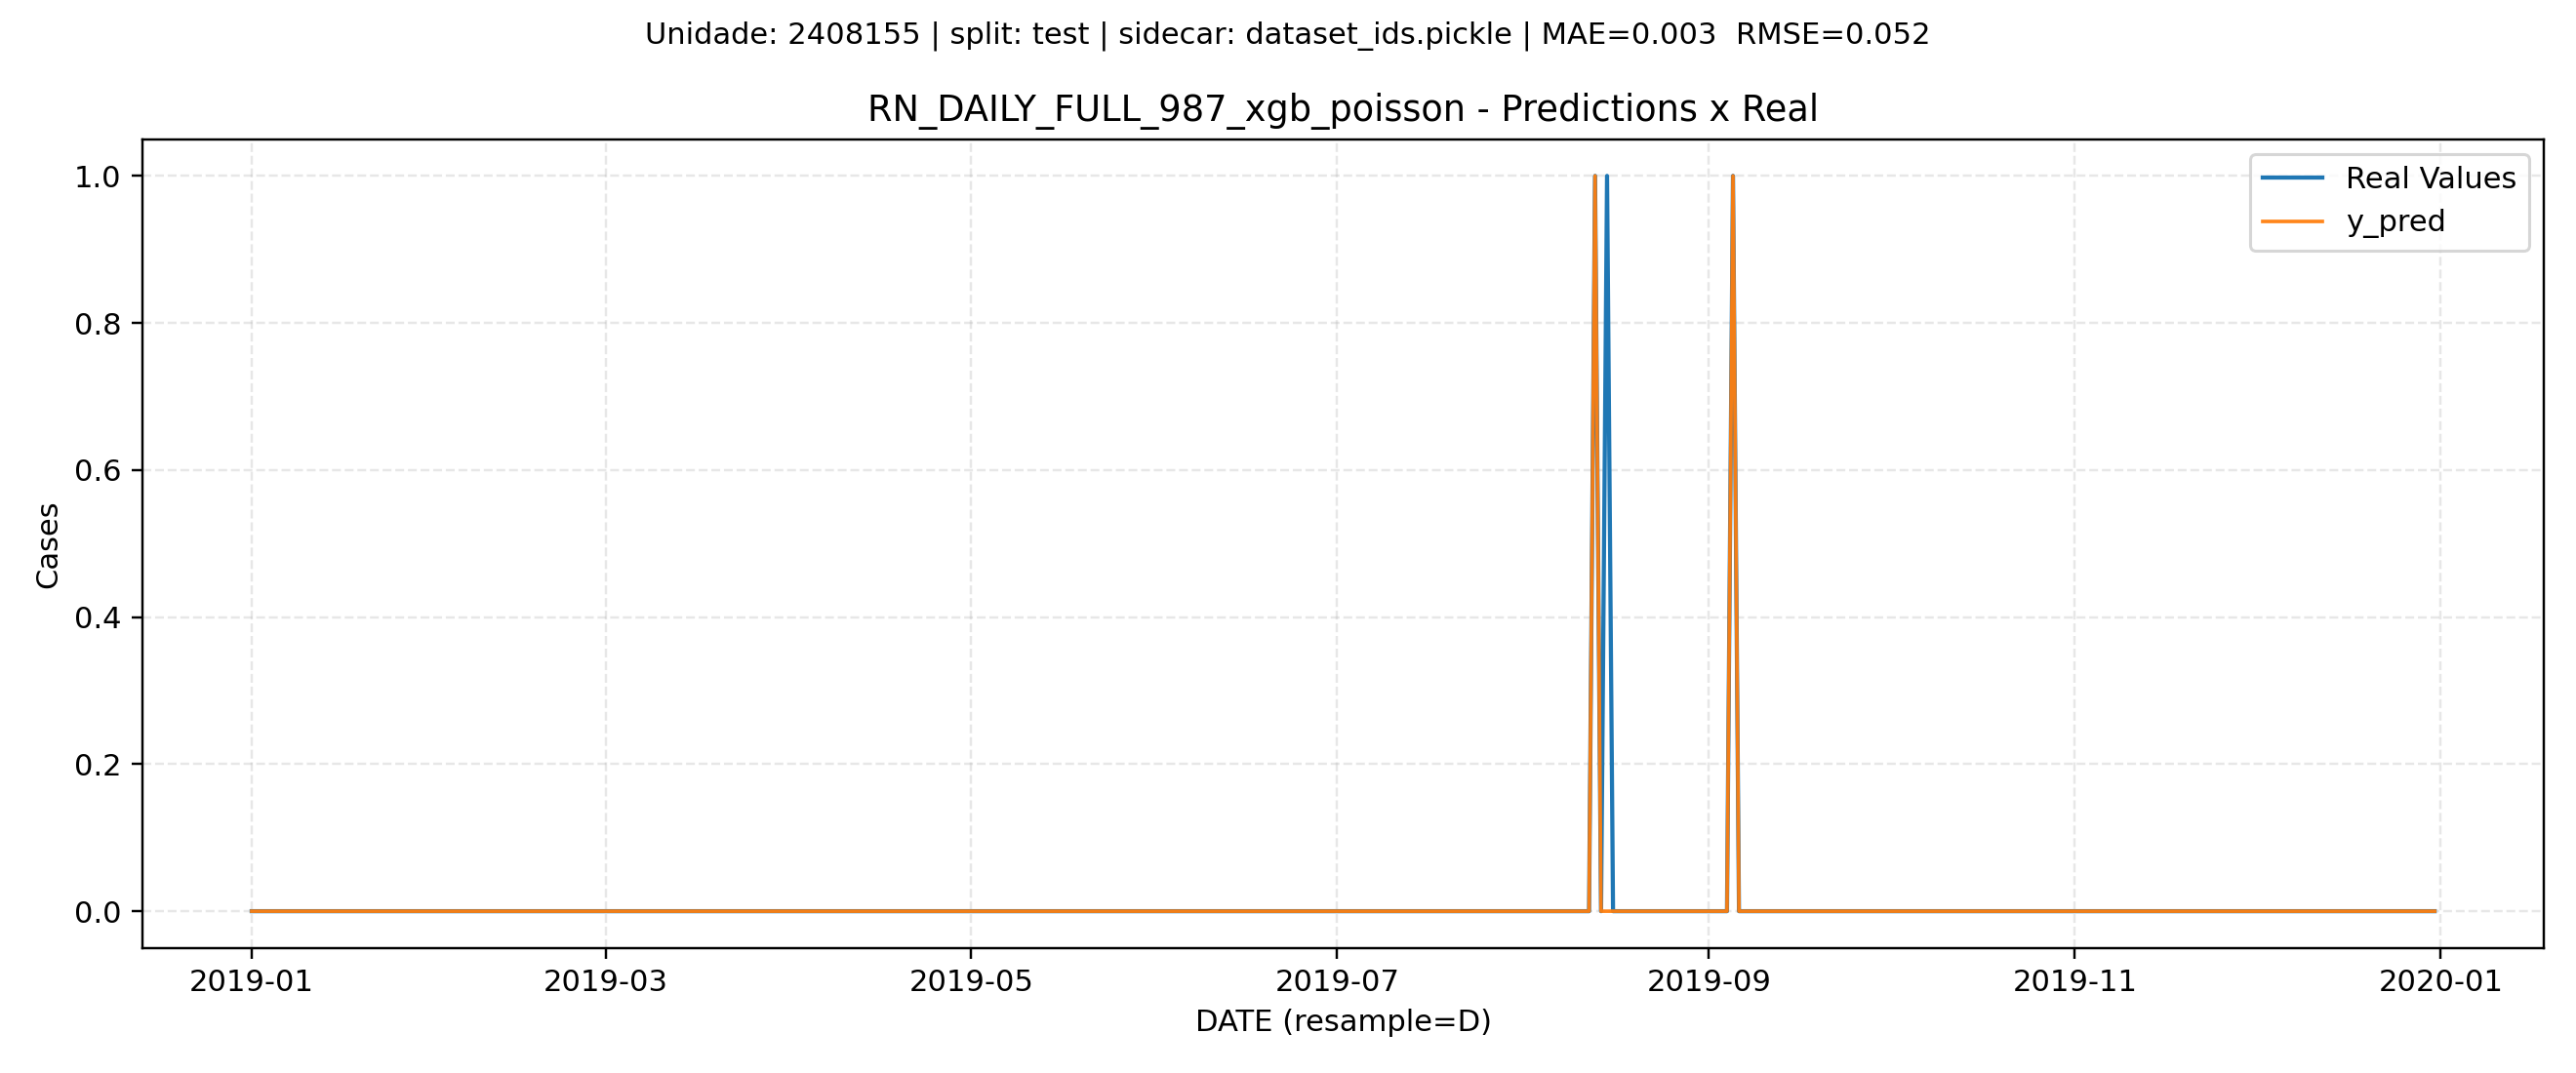 Unidade: 2408155 | split: test | sidecar: dataset_ids.pickle | MAE=0.003  RMSE=0.052
RN_DAILY_FULL_987_xgb_poisson - Predictions x Real
Real Values
y_pred
1.0
0.8
0.6
0.4
0.2
0.0
Cases
2019-01 2019-03 2019-05 2019-07 2019-09 2019-11 2020-01
DATE (resample=D)